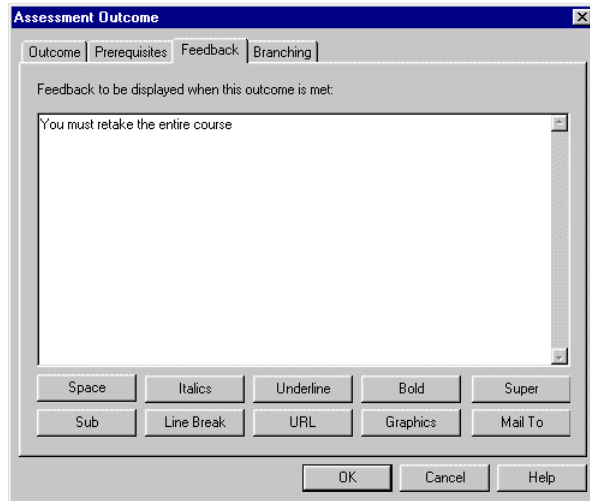 Assessment Outcome
Outcome Prerequisites Feedback Branching
Feedback to be displayed when this outcome is met:
You must retake the entire course
Space Italics Underline Bold Super
Sub Line Break URL Graphics Mail To
OK Cancel Help